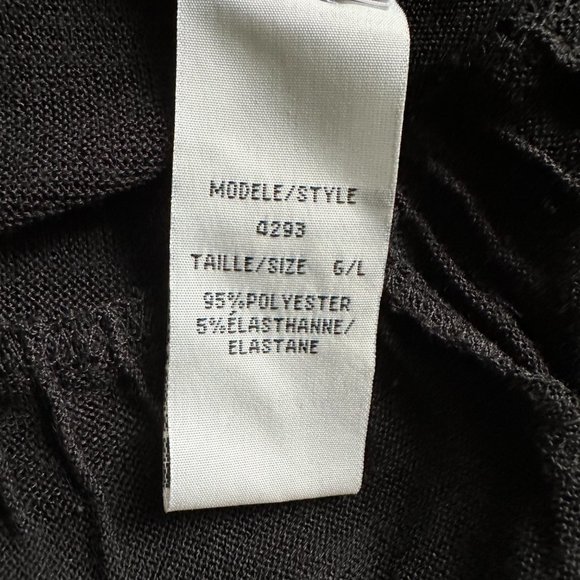 MODELE/STYLE
4293
TAILLE/SIZE G/L
95%POLYESTER
5%ÉLASTHANNE/
ELASTANE